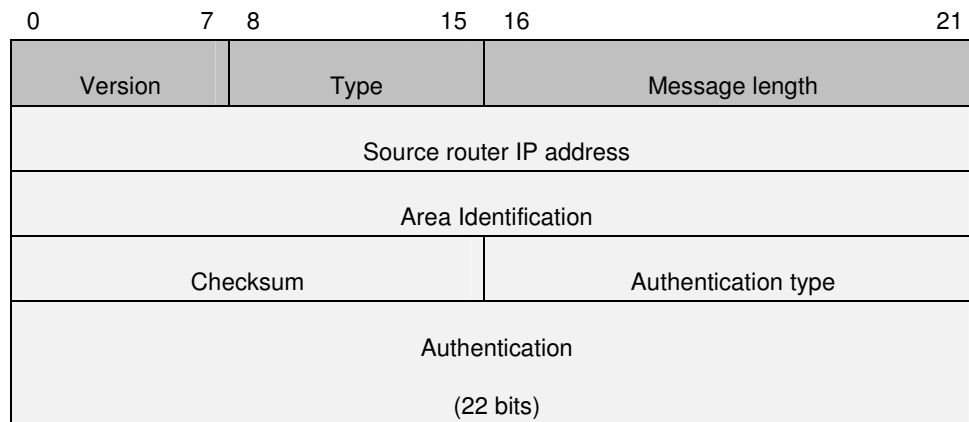 0 7 8 15 16 21
Version Type Message length
Source router IP address
Area Identification
Checksum Authentication type
Authentication
(22 bits)